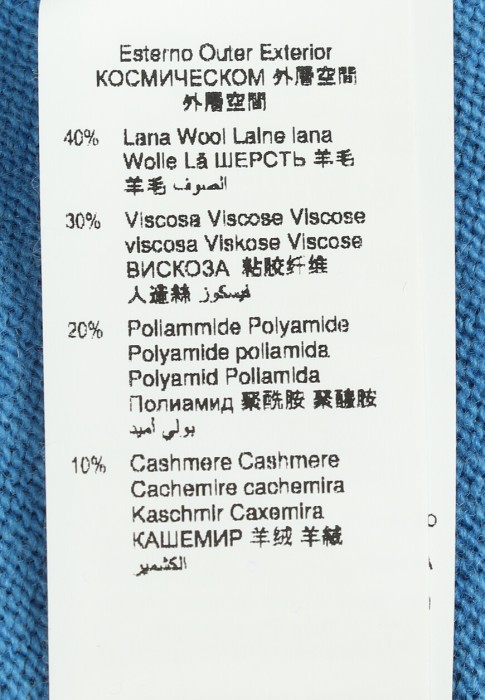 Esterno Outer Exterior
КОСМИЧЕСКОМ 外層空間
外層空間
40% Lana Wool Laine lana
Wolle Lã ШЕРСТЬ 羊毛
羊毛 الصوف
30% Viscosa Viscose Viscose
viscosa Viskose Viscose
ВИСКОЗА 粘胶纤维
人造絲 فيسكوز
20% Poliammide Polyamide
Polyamide poliamida
Polyamid Poliamida
Полиамид 聚酰胺 聚醯胺
بولي أميد
10% Cashmere Cashmere
Cachemire cachemira
Kaschmir Caxemira
КАШЕМИР 羊绒 羊絨
الكشمير